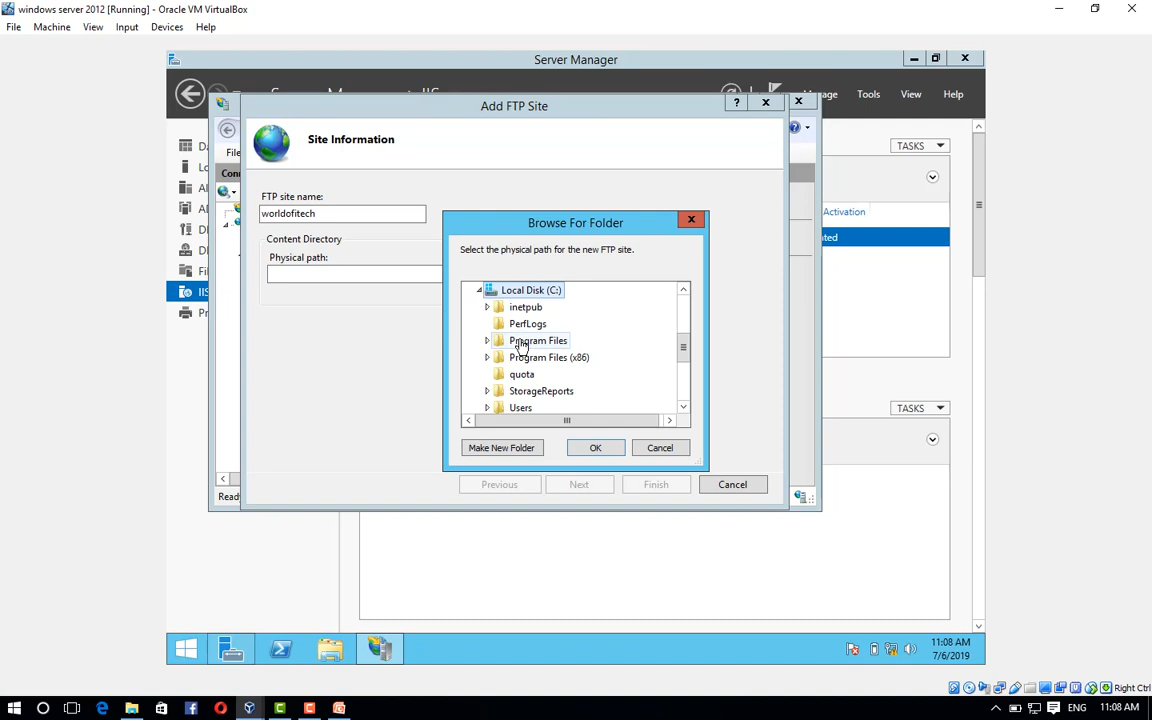 windows server 2012 [Running] - Oracle VM VirtualBox
File Machine View Input Devices Help
Server Manager
Tools View Help
Add FTP Site
?
Site Information
File
FTP site name:
worldofitech
Content Directory
Physical path:
Browse For Folder
Select the physical path for the new FTP site.
Local Disk (C:)
inetpub
PerfLogs
Program Files
Program Files (x86)
quota
StorageReports
Users
Make New Folder OK Cancel
Previous Next Finish Cancel
TASKS
Activation
IIS
TASKS
11:08 AM
7/6/2019
Right Ctrl
ENG 11:08 AM